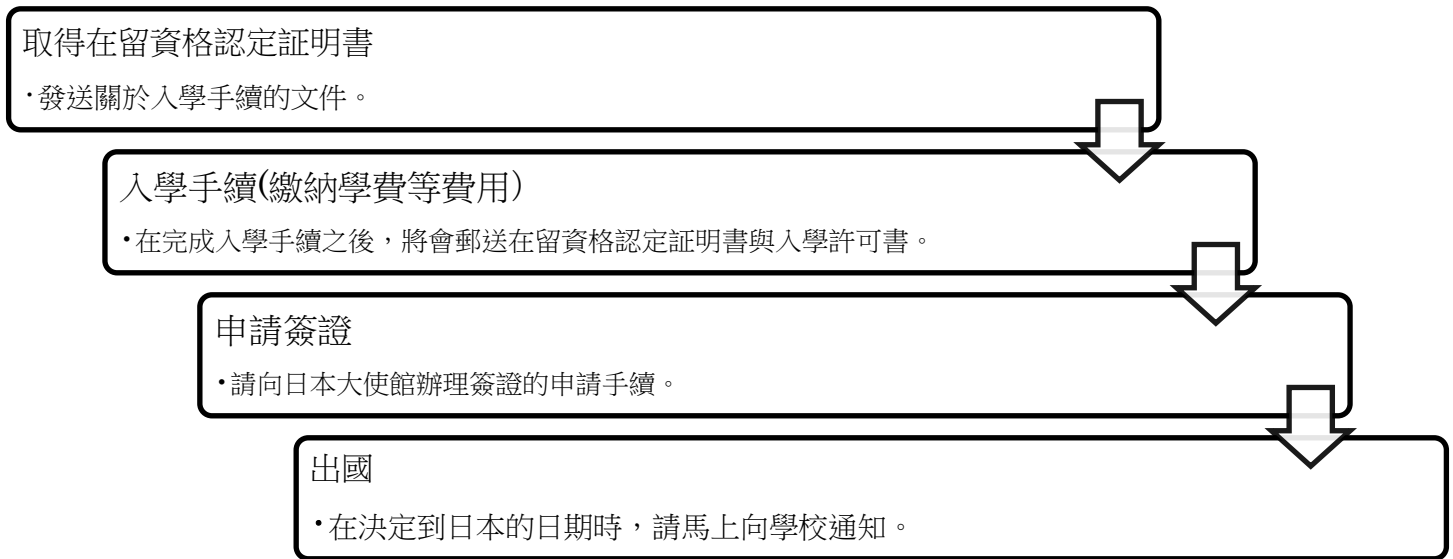 取得在留資格認定証明書
・發送關於入學手續的文件。
入學手續(繳納學費等費用)
・在完成入學手續之後，將會郵送在留資格認定証明書與入學許可書。
申請簽證
・請向日本大使館辦理簽證的申請手續。
出國
・在決定到日本的日期時，請馬上向學校通知。